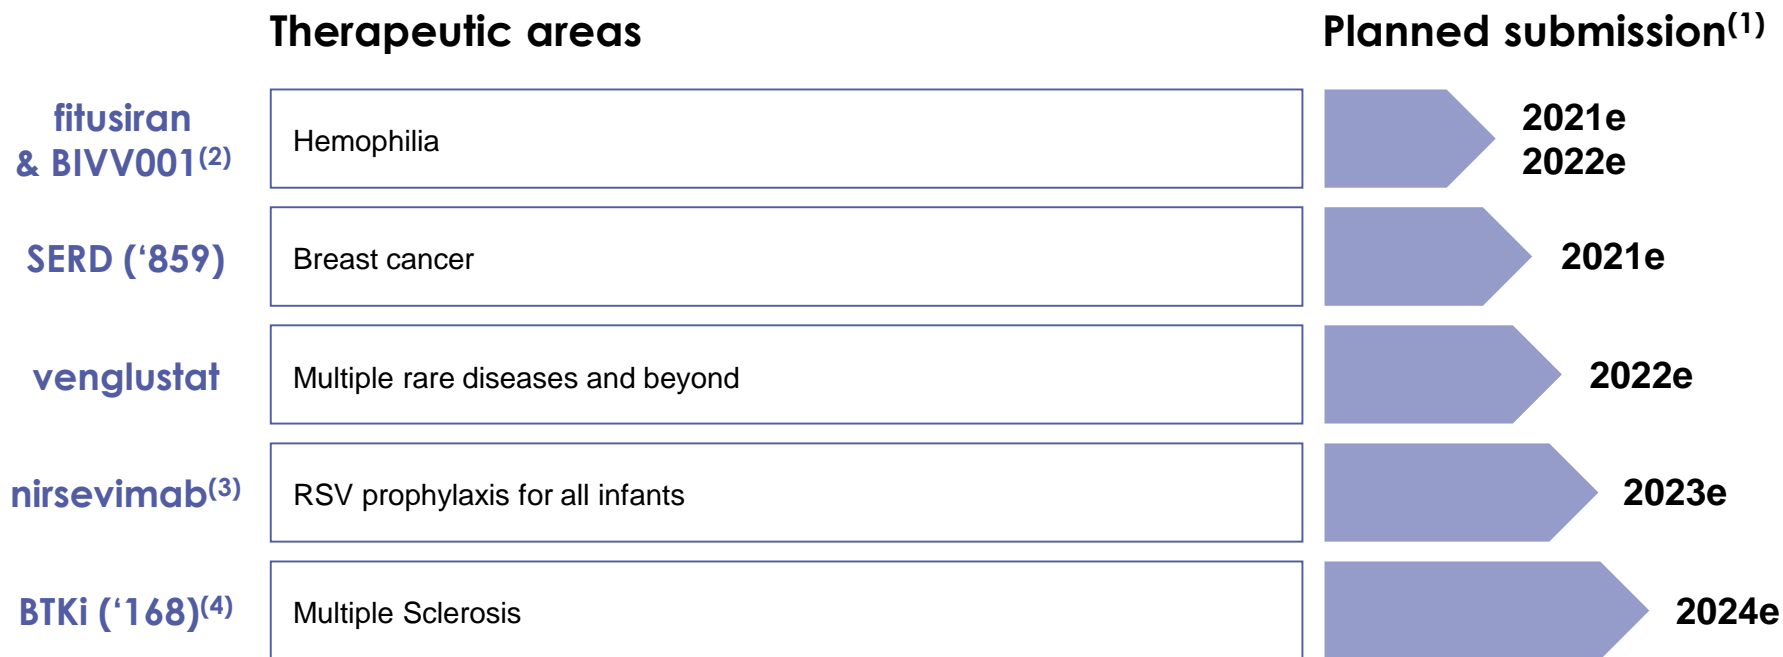 Therapeutic areas
Planned submission(1)
fitusiran
& BIVV001(2)
Hemophilia
2021e
2022e
SERD (‘859)
Breast cancer
2021e
venglustat
Multiple rare diseases and beyond
2022e
nirsevimab(3)
RSV prophylaxis for all infants
2023e
BTKi (‘168)(4)
Multiple Sclerosis
2024e